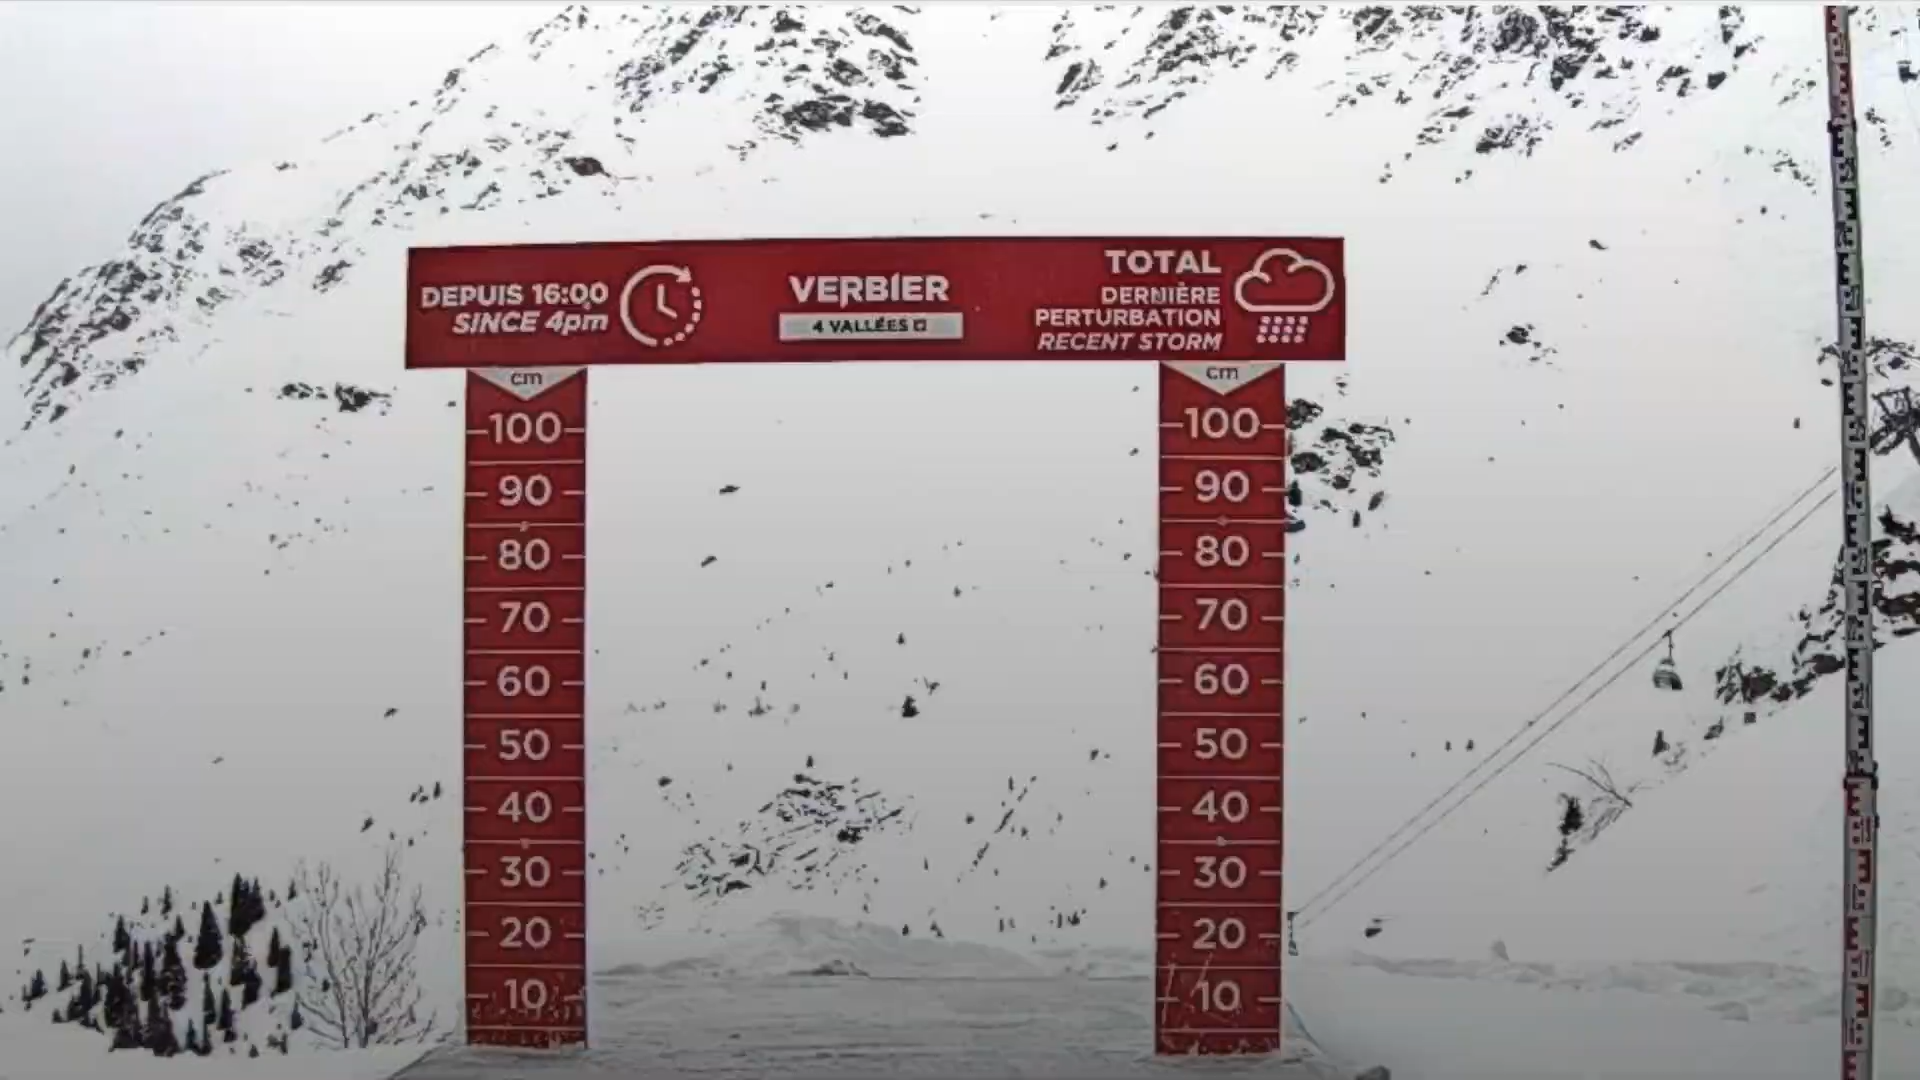 DEPUIS 16:00
SINCE 4pm
VERBIER
4 VALLÉES
TOTAL
DERNIÈRE
PERTURBATION
RECENT STORM
cm
100
90
80
70
60
50
40
30
20
10
cm
100
90
80
70
60
50
40
30
20
10